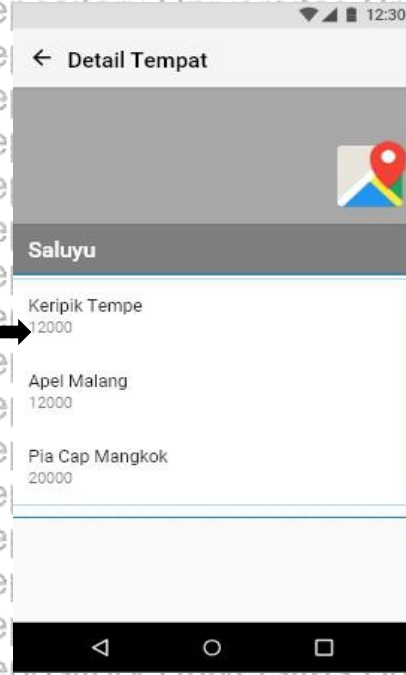 12:30
Detail Tempat
Saluyu
Keripik Tempe
12000
Apel Malang
12000
Pia Cap Mangkok
20000